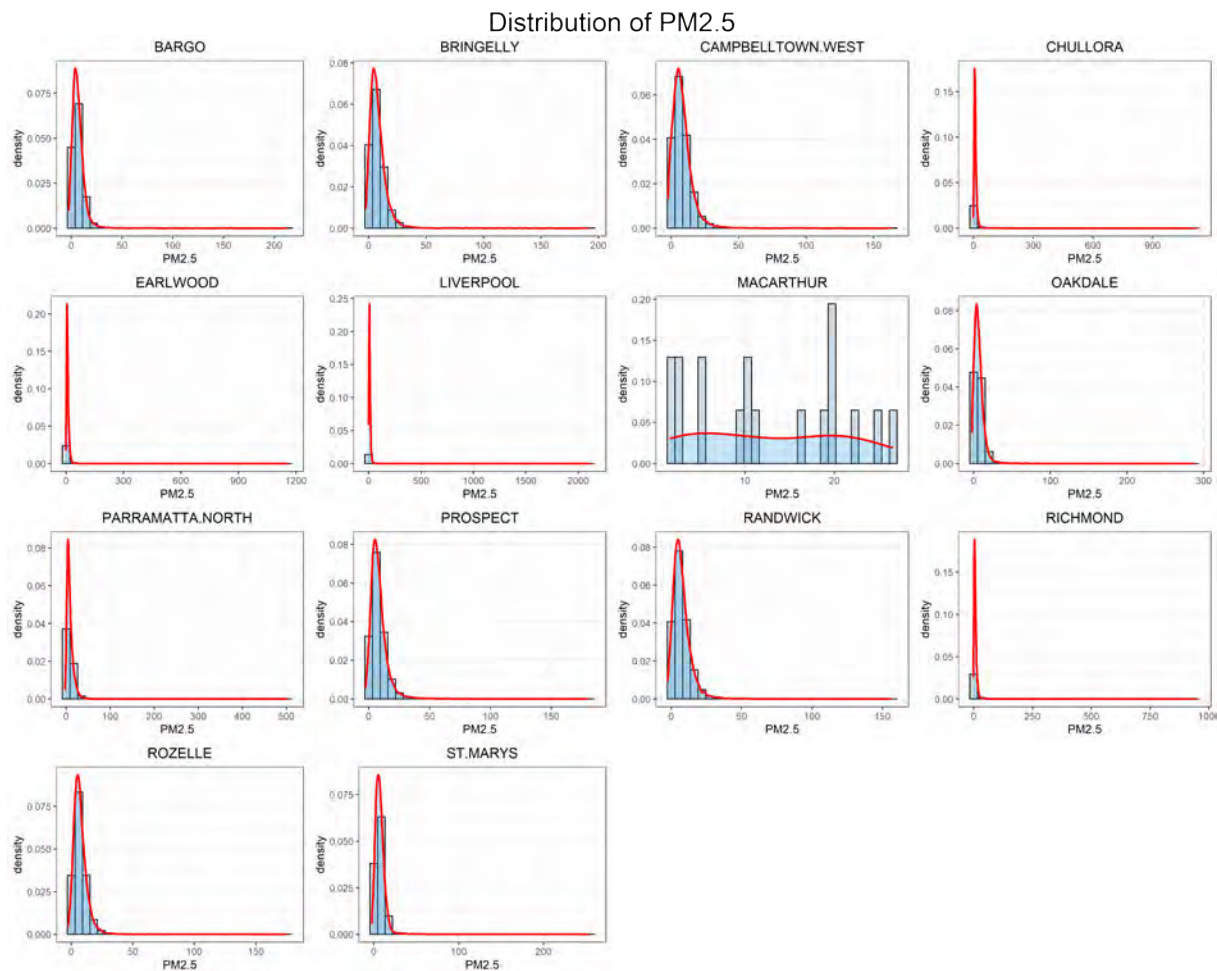 Distribution of PM2.5
BARGO BRINGELLY CAMPBELLTOWN.WEST CHULLORA
density 0.075 0.050 0.025 0.000
density 0.08 0.06 0.04 0.02 0.00
density 0.06 0.04 0.02 0.00
density 0.15 0.10 0.05 0.00
0 50 100 150 200
0 50 100 150 200
0 50 100 150
0 300 600 900
PM2.5 PM2.5 PM2.5 PM2.5
EARLWOOD LIVERPOOL MACARTHUR OAKDALE
density 0.20 0.15 0.10 0.05 0.00
density 0.25 0.20 0.15 0.10 0.05 0.00
density 0.20 0.15 0.10 0.05 0.00
density 0.08 0.06 0.04 0.02 0.00
0 300 600 900 1200
0 500 1000 1500 2000
10 20
0 100 200 300
PM2.5 PM2.5 PM2.5 PM2.5
PARRAMATTA.NORTH PROSPECT RANDWICK RICHMOND
density 0.08 0.06 0.04 0.02 0.00
density 0.08 0.06 0.04 0.02 0.00
density 0.08 0.06 0.04 0.02 0.00
density 0.15 0.10 0.05 0.00
0 100 200 300 400 500
0 50 100 150
0 50 100 150
0 250 500 750 1000
PM2.5 PM2.5 PM2.5 PM2.5
ROZELLE ST.MARYS
density 0.075 0.050 0.025 0.000
density 0.075 0.050 0.025 0.000
0 50 100 150
0 100 200
PM2.5 PM2.5